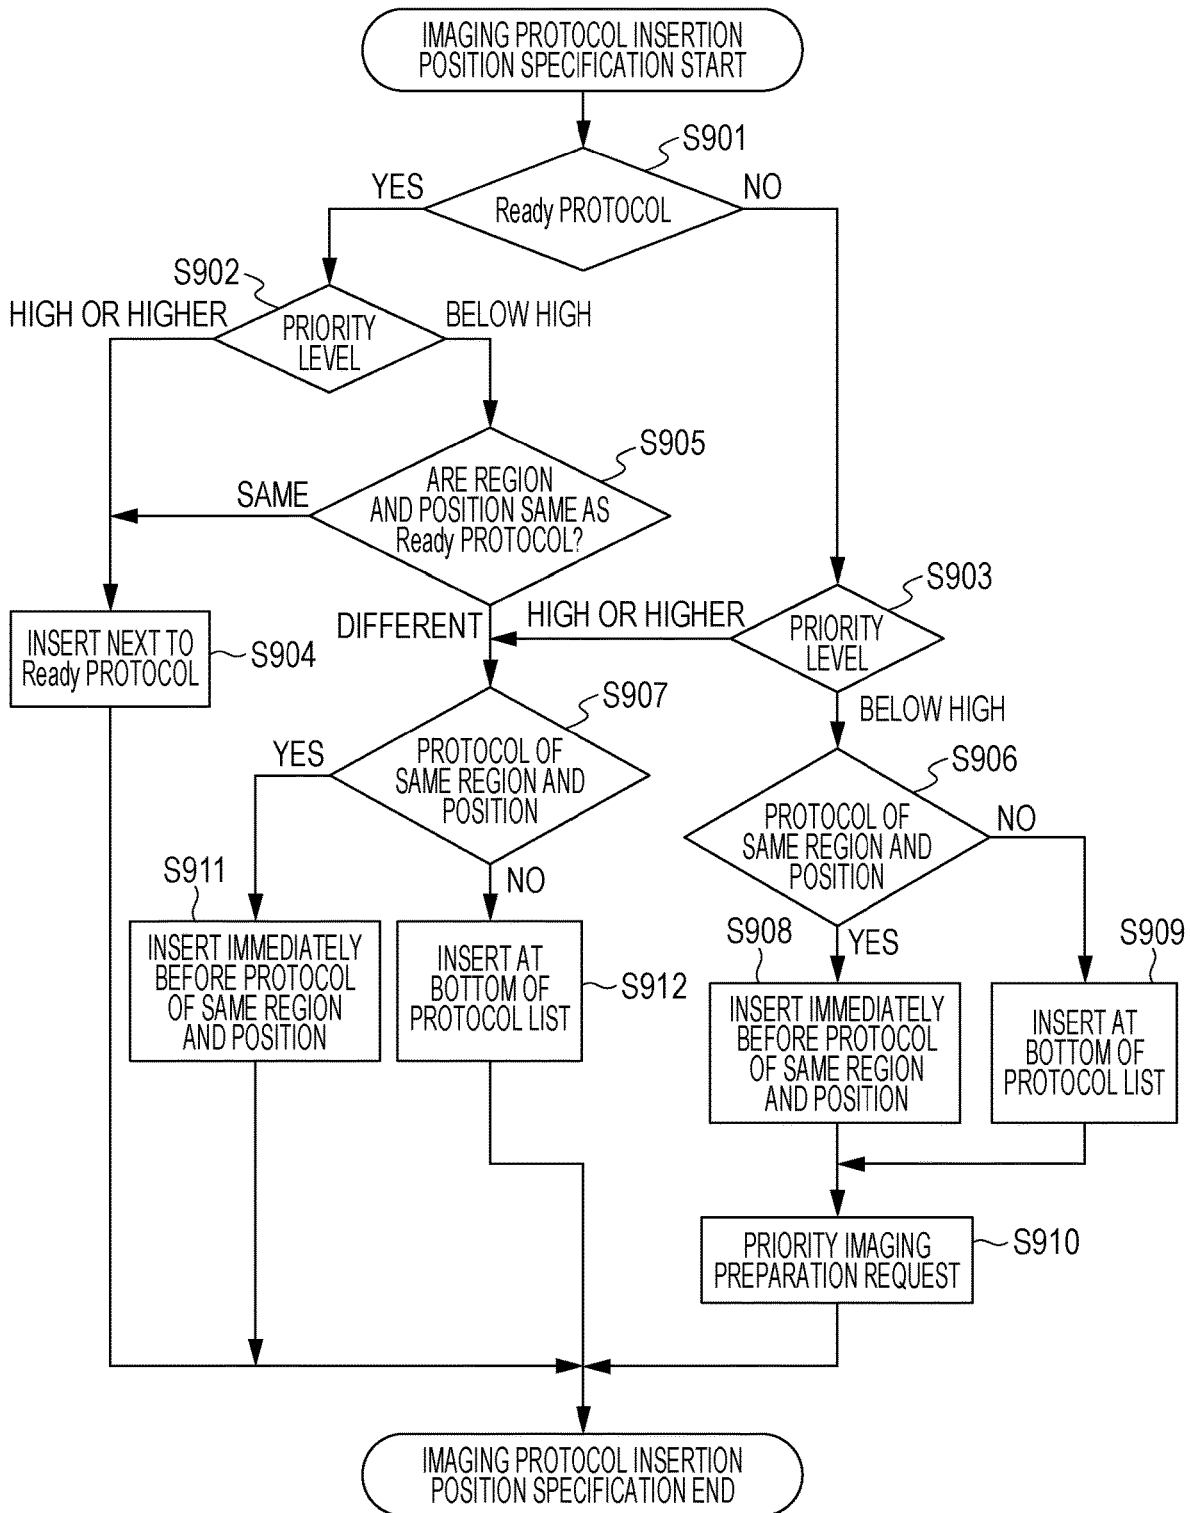 IMAGING PROTOCOL INSERTION
POSITION SPECIFICATION START
S901
YES
NO
Ready PROTOCOL
S902
HIGH OR HIGHER
BELOW HIGH
PRIORITY
LEVEL
S905
ARE REGION
AND POSITION SAME AS
Ready PROTOCOL?
SAME
S903
DIFFERENT
HIGH OR HIGHER
PRIORITY
LEVEL
INSERT NEXT TO
Ready PROTOCOL
S904
S907
BELOW HIGH
YES
PROTOCOL OF
SAME REGION AND
POSITION
S906
PROTOCOL OF
SAME REGION AND
POSITION
NO
S911
NO
INSERT IMMEDIATELY
BEFORE PROTOCOL
OF SAME REGION
AND POSITION
INSERT AT
BOTTOM OF
PROTOCOL LIST
S912
S908
YES
S909
INSERT IMMEDIATELY
BEFORE PROTOCOL
OF SAME REGION
AND POSITION
INSERT AT
BOTTOM OF
PROTOCOL LIST
PRIORITY IMAGING
PREPARATION REQUEST
S910
IMAGING PROTOCOL INSERTION
POSITION SPECIFICATION END